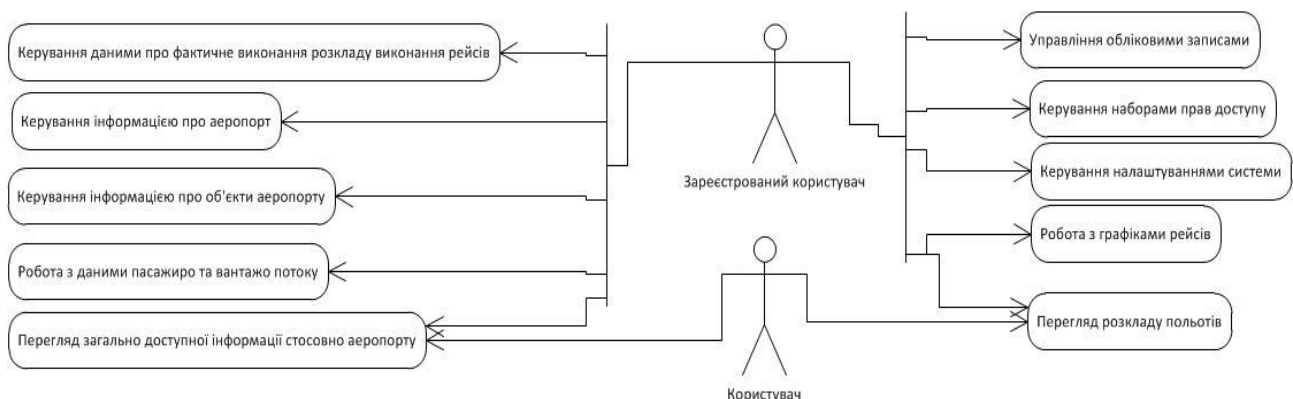 Керування даними про фактичне виконання розкладу виконання рейсів
Керування інформацією про аеропорт
Керування інформацією про об'єкти аеропорту
Робота з даними пасажиро та вантажо потоку
Перегляд загально доступної інформації стосовно аеропорту
Зареєстрований користувач
Користувач
Управління обліковими записами
Керування наборами прав доступу
Керування налаштуваннями системи
Робота з графіками рейсів
Перегляд розкладу польотів